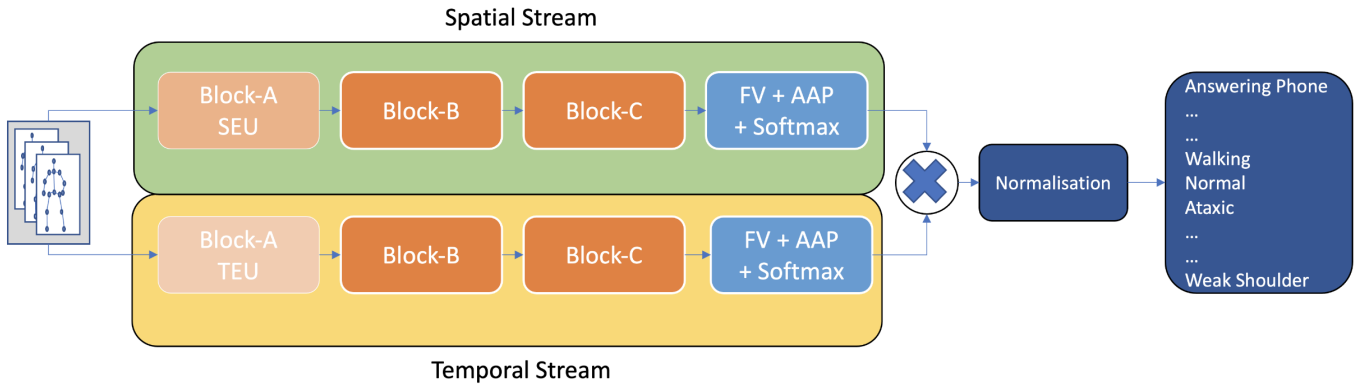 Spatial Stream
Block-A
SEU
Block-B
Block-C
FV + AAP
+ Softmax
Block-A
TEU
Block-B
Block-C
FV + AAP
+ Softmax
Temporal Stream
Normalisation
Answering Phone
...
...
Walking
Normal
Ataxic
...
...
Weak Shoulder